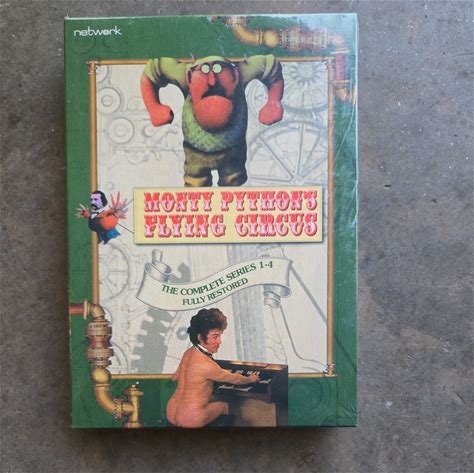 network
MONTY PYTHON'S
FLYING CIRCUS
THE COMPLETE SERIES 1-4
FULLY RESTORED